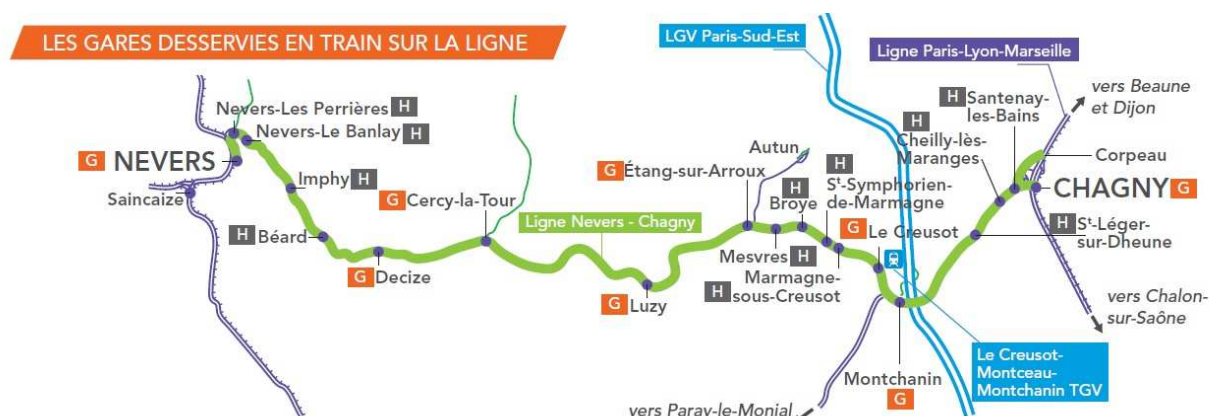 LES GARES DESSERVIES EN TRAIN SUR LA LIGNE
LGV Paris-Sud-Est
Ligne Paris-Lyon-Marseille
vers Beaune
et Dijon
Nevers-Les Perrières H
Nevers-Le Banlay H
G NEVERS
Saincaize
Imphy H
H Béard
G Decize
G Cercy-la-Tour
Ligne Nevers - Chagny
G Luzy
G Étang-sur-Arroux
Autun
Mesvres H
H
Broye
H
St-Symphorien-
de-Marmagne
Marmagne-
H sous-Creusot
G Le Creusot
Montchanin
G
Le Creusot-
Montceau-
Montchanin TGV
vers Paray-le-Monial
H
Cheilly-lès-
Maranges
H Santenay-
les-Bains
Corpeau
CHAGNY G
H St-Léger-
sur-Dheune
vers Chalon-
sur-Saône